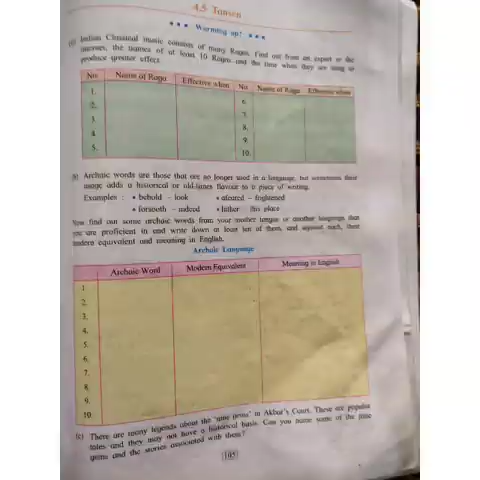 4.5 Tansen
Warming up!
(a) Indian Classical music consists of many Ragas. Find out from an expert or the
internet, the names of at least 10 Ragas and the time when they are sung to
produce greater effect.
No. Name of Raga Effective when No. Name of Raga Effective when
1. 6.
2. 7.
3. 8.
4. 9.
5. 10.
(b) Archaic words are those that are no longer used in a language, but sometimes their
usage adds a historical or old-times flavour to a piece of writing.
Examples : • behold - look • afeared - frightened
• forsooth - indeed • hither - this place
Now find out some archaic words from your mother tongue or another language that
you are proficient in and write down at least ten of them, and against each, their
modern equivalent and meaning in English.
Archaic Language
Archaic Word Modern Equivalent Meaning in English
1
2.
3.
4.
5.
6.
7.
8.
9.
10.
(c) There are many legends about the 'nine gems' in Akbar's Court. These are popular
tales and they may not have a historical basis. Can you name some of the nine
gems and the stories associated with them?
105